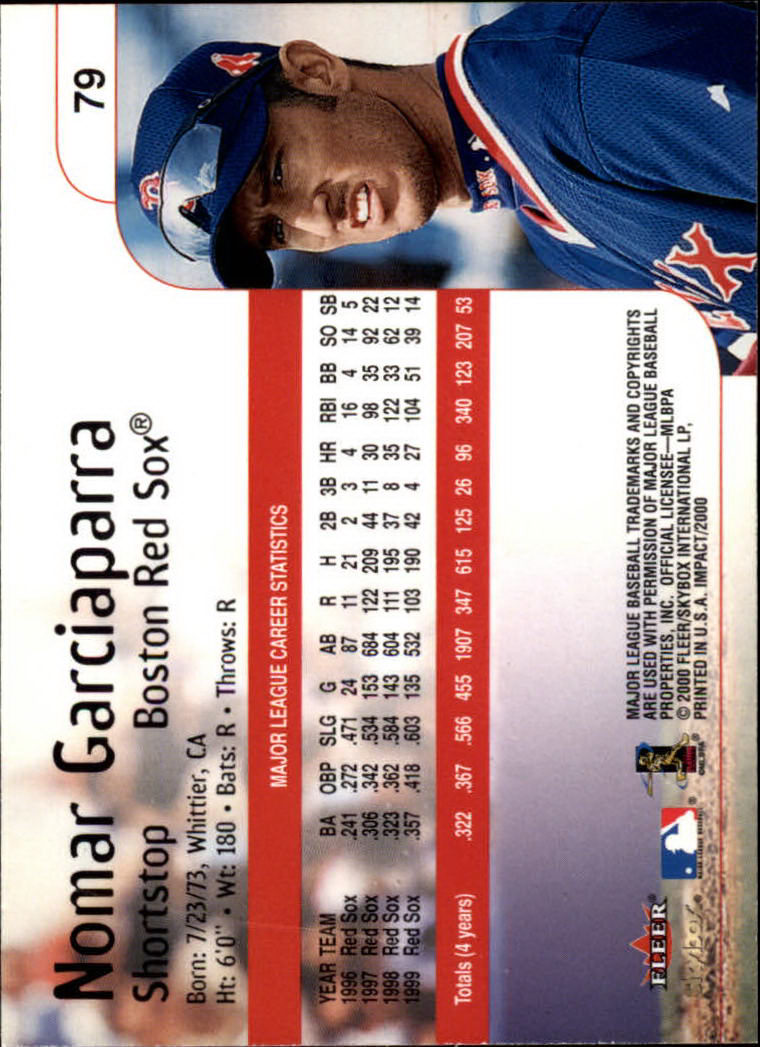 79
Nomar Garciaparra
Shortstop Boston Red Sox®
Born: 7/23/73, Whittier, CA
Ht: 6'0" • Wt: 180 • Bats: R • Throws: R
MAJOR LEAGUE CAREER STATISTICS
YEAR TEAM BA OBP SLG G AB R H 2B 3B HR RBI BB SO SB
1996 Red Sox .241 .272 .471 24 87 11 21 2 3 4 16 4 14 5
1997 Red Sox .306 .342 .534 153 684 122 209 44 11 30 98 35 92 22
1998 Red Sox .323 .362 .584 143 604 111 195 37 8 35 122 33 62 12
1999 Red Sox .357 .418 .603 135 532 103 190 42 4 27 104 51 39 14
Totals (4 years) .322 .367 .566 455 1907 347 615 125 26 96 340 123 207 53
MAJOR LEAGUE BASEBALL TRADEMARKS AND COPYRIGHTS
ARE USED WITH PERMISSION OF MAJOR LEAGUE BASEBALL
PROPERTIES, INC. OFFICIAL LICENSEE—MLBPA
© 2000 FLEER/SKYBOX INTERNATIONAL LP,
PRINTED IN U.S.A. IMPACT/2000
FLEER®
skybox